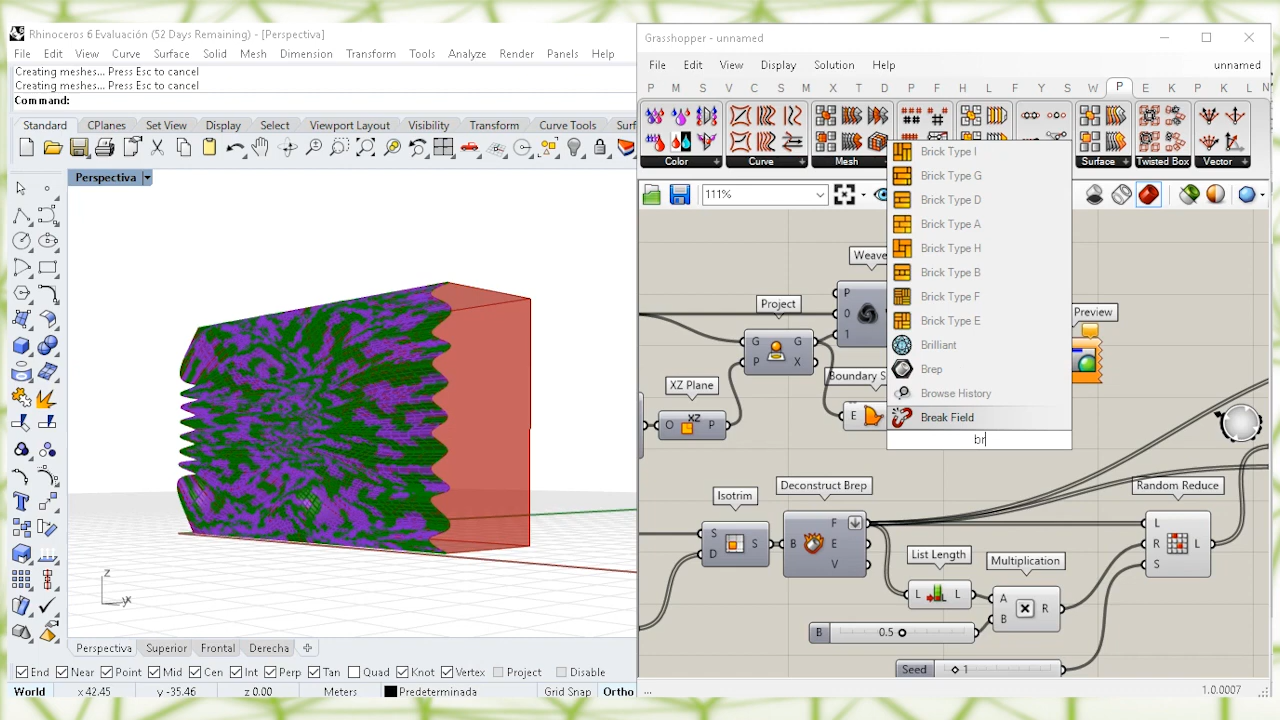 Rhinoceros 6 Evaluación (52 Days Remaining) - [Perspectiva]
File Edit View Curve Surface Solid Mesh Dimension Transform Tools Analyze Render Panels Help
Creating meshes... Press Esc to cancel
Creating meshes... Press Esc to cancel
Command:
Standard CPlanes Set View Display Select Viewport Layout Visibility Transform Curve Tools Surf
Perspectiva
z
x
y
Perspectiva Superior Frontal Derecha
End Near Point Mid Int Perp Tan Quad Knot Vertex Project Disable
World x 42.45 y -35.46 z 0.00 Meters Predeterminada Grid Snap Ortho
Grasshopper - unnamed
File Edit View Display Solution Help unnamed
P M S V C S M X T D P F H L F Y S W P E K K L N
Color Curve Mesh Surface Twisted Box Vector
111%
Brick Type I
Brick Type G
Brick Type D
Brick Type A
Brick Type H
Brick Type B
Brick Type F
Brick Type E
Brilliant
Brep
Browse History
Break Field
br
Weave
P
0
1
Project
G G
P X
Preview
Boundary S
E
XZ Plane
O XZ P
Isotrim
S S
D
Deconstruct Brep
F
B E
V
List Length
L L
Multiplication
A R
B
Random Reduce
L
R L
S
B 0.5
Seed 1
... 1.0.0007